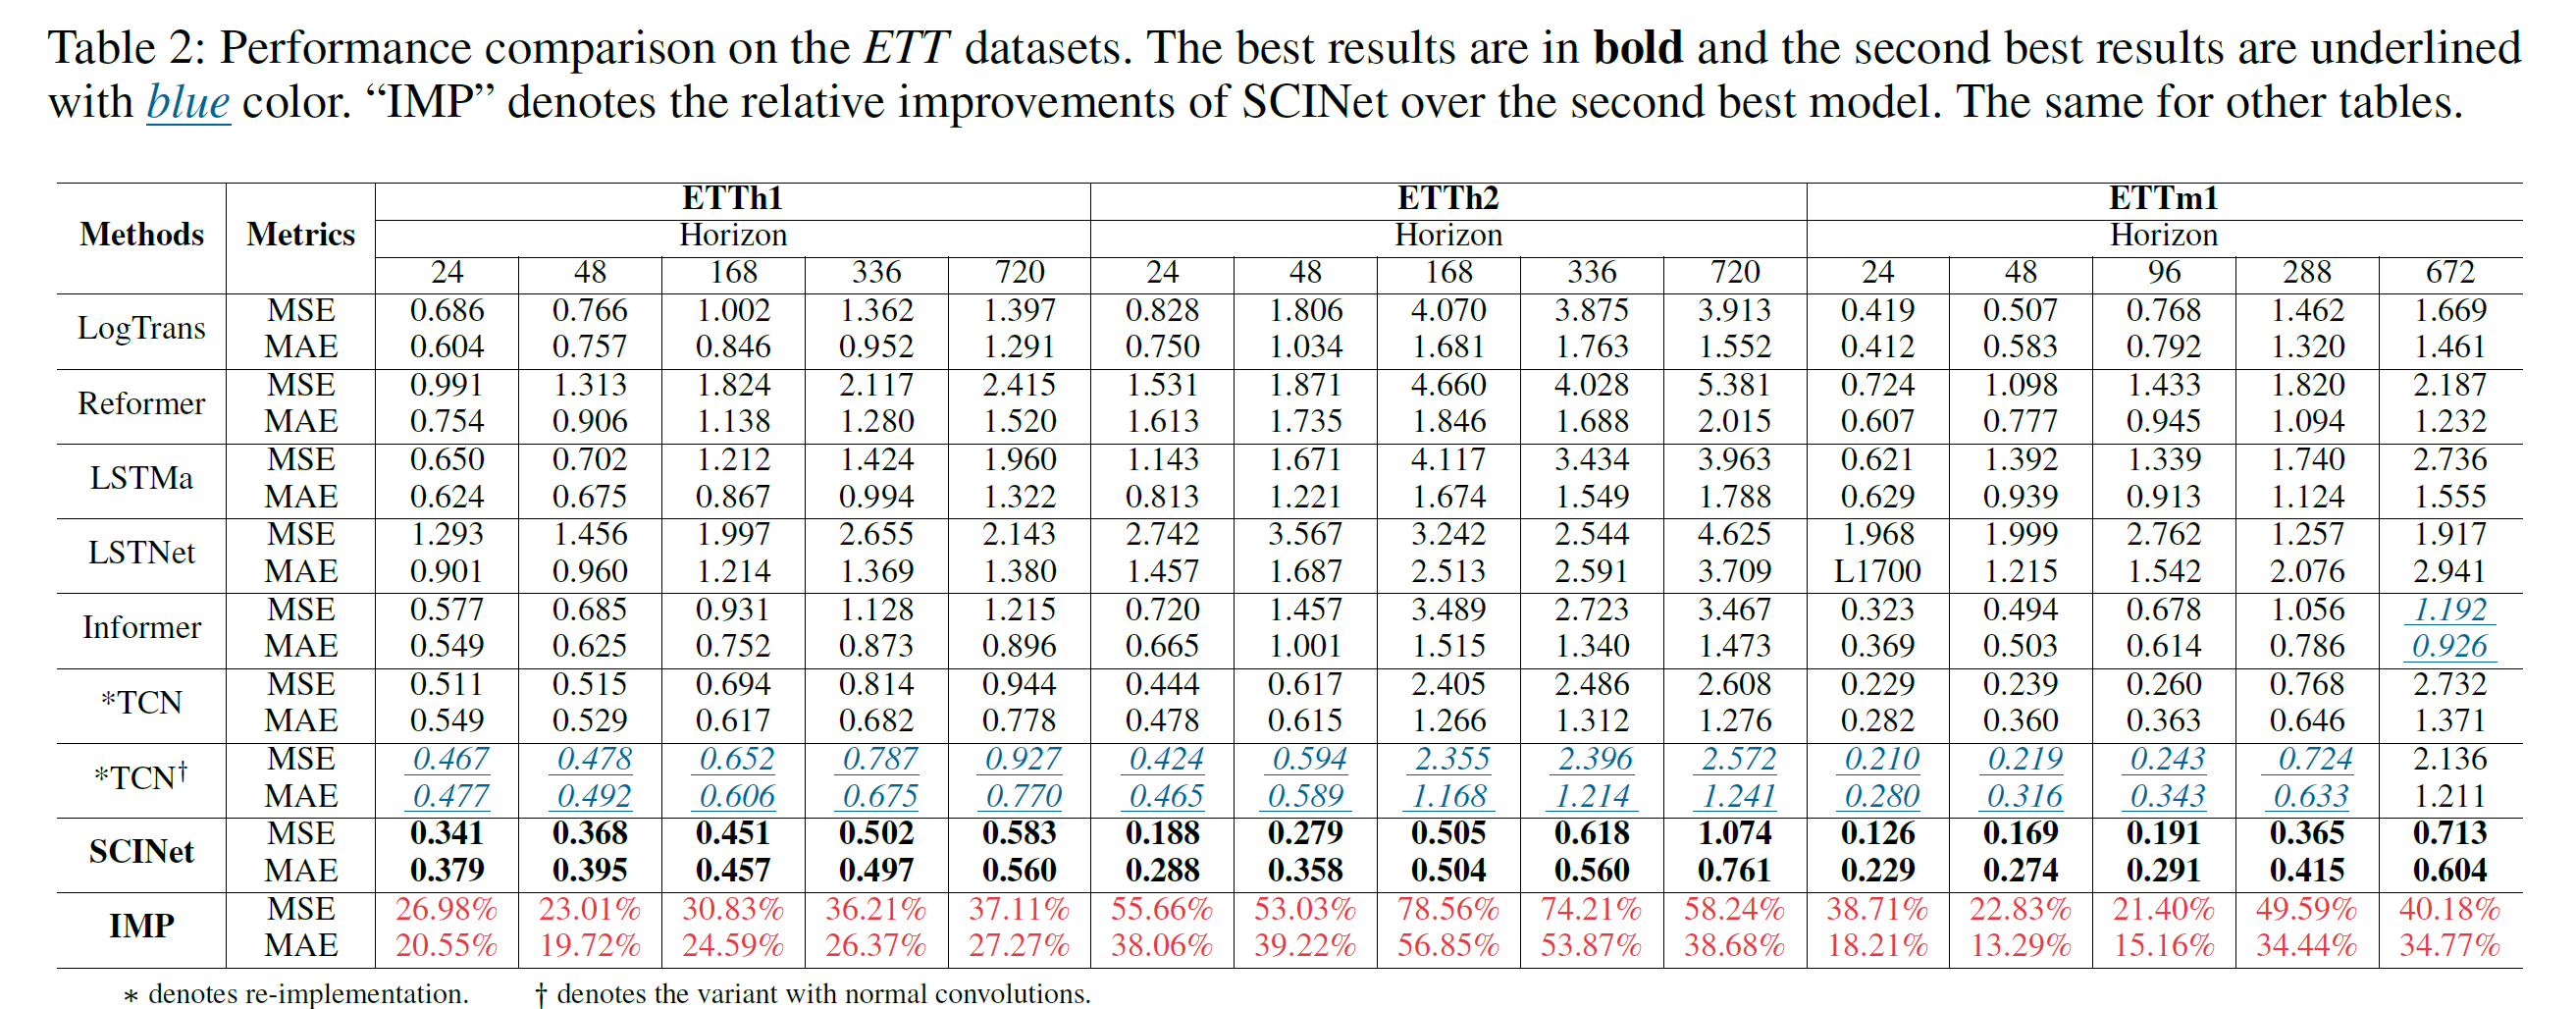 Table 2: Performance comparison on the ETT datasets. The best results are in bold and the second best results are underlined
with blue color. “IMP” denotes the relative improvements of SCINet over the second best model. The same for other tables.
Methods Metrics ETTh1 ETTh2 ETTm1
Horizon Horizon Horizon
24 48 168 336 720 24 48 168 336 720 24 48 96 288 672
LogTrans MSE 0.686 0.766 1.002 1.362 1.397 0.828 1.806 4.070 3.875 3.913 0.419 0.507 0.768 1.462 1.669
MAE 0.604 0.757 0.846 0.952 1.291 0.750 1.034 1.681 1.763 1.552 0.412 0.583 0.792 1.320 1.461
Reformer MSE 0.991 1.313 1.824 2.117 2.415 1.531 1.871 4.660 4.028 5.381 0.724 1.098 1.433 1.820 2.187
MAE 0.754 0.906 1.138 1.280 1.520 1.613 1.735 1.846 1.688 2.015 0.607 0.777 0.945 1.094 1.232
LSTMa MSE 0.650 0.702 1.212 1.424 1.960 1.143 1.671 4.117 3.434 3.963 0.621 1.392 1.339 1.740 2.736
MAE 0.624 0.675 0.867 0.994 1.322 0.813 1.221 1.674 1.549 1.788 0.629 0.939 0.913 1.124 1.555
LSTNet MSE 1.293 1.456 1.997 2.655 2.143 2.742 3.567 3.242 2.544 4.625 1.968 1.999 2.762 1.257 1.917
MAE 0.901 0.960 1.214 1.369 1.380 1.457 1.687 2.513 2.591 3.709 L1700 1.215 1.542 2.076 2.941
Informer MSE 0.577 0.685 0.931 1.128 1.215 0.720 1.457 3.489 2.723 3.467 0.323 0.494 0.678 1.056 1.192
MAE 0.549 0.625 0.752 0.873 0.896 0.665 1.001 1.515 1.340 1.473 0.369 0.503 0.614 0.786 0.926
*TCN MSE 0.511 0.515 0.694 0.814 0.944 0.444 0.617 2.405 2.486 2.608 0.229 0.239 0.260 0.768 2.732
MAE 0.549 0.529 0.617 0.682 0.778 0.478 0.615 1.266 1.312 1.276 0.282 0.360 0.363 0.646 1.371
*TCN† MSE 0.467 0.478 0.652 0.787 0.927 0.424 0.594 2.355 2.396 2.572 0.210 0.219 0.243 0.724 2.136
MAE 0.477 0.492 0.606 0.675 0.770 0.465 0.589 1.168 1.214 1.241 0.280 0.316 0.343 0.633 1.211
SCINet MSE 0.341 0.368 0.451 0.502 0.583 0.188 0.279 0.505 0.618 1.074 0.126 0.169 0.191 0.365 0.713
MAE 0.379 0.395 0.457 0.497 0.560 0.288 0.358 0.504 0.560 0.761 0.229 0.274 0.291 0.415 0.604
IMP MSE 26.98% 23.01% 30.83% 36.21% 37.11% 55.66% 53.03% 78.56% 74.21% 58.24% 38.71% 22.83% 21.40% 49.59% 40.18%
MAE 20.55% 19.72% 24.59% 26.37% 27.27% 38.06% 39.22% 56.85% 53.87% 38.68% 18.21% 13.29% 15.16% 34.44% 34.77%
* denotes re-implementation. † denotes the variant with normal convolutions.